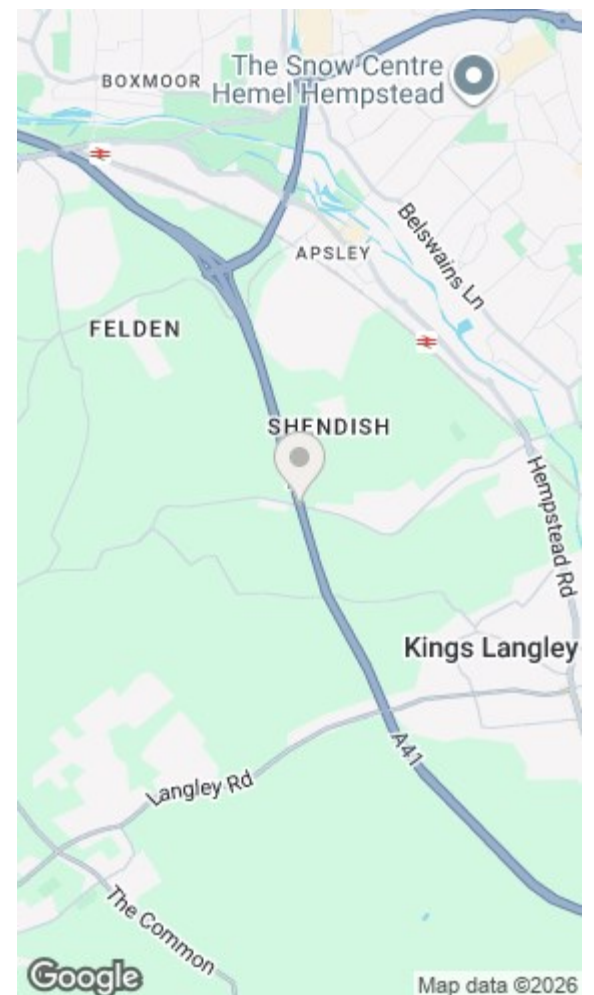 BOXMOOR
The Snow Centre
Hemel Hempstead
Belswains Ln
APSLEY
FELDEN
SHENDISH
Hempstead Rd
Kings Langley
A41
Langley Rd
The Common
Google
Map data ©2026